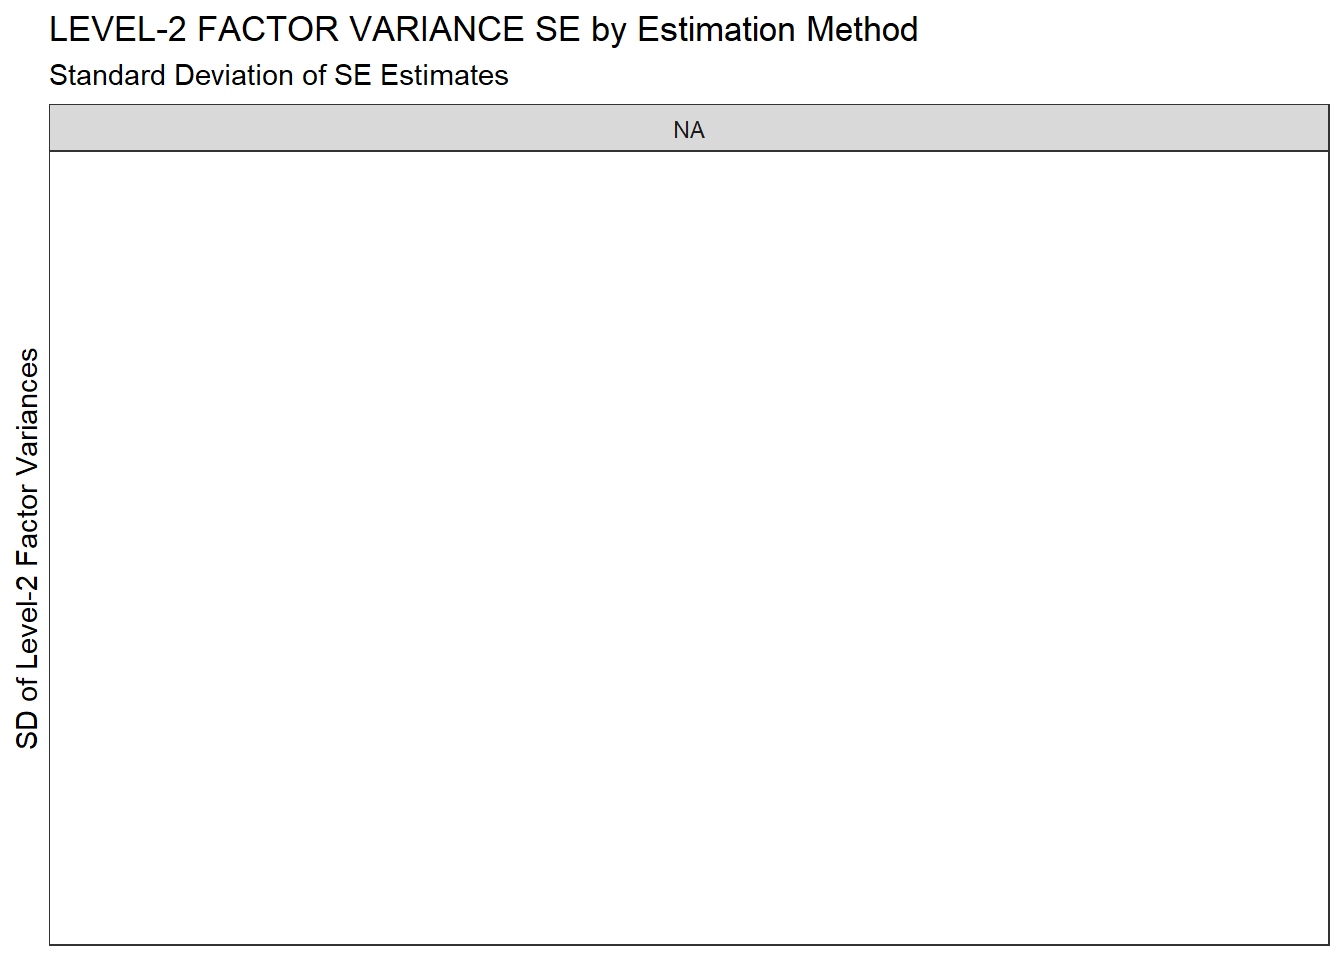 LEVEL-2 FACTOR VARIANCE SE by Estimation Method
Standard Deviation of SE Estimates
NA
SD of Level-2 Factor Variances